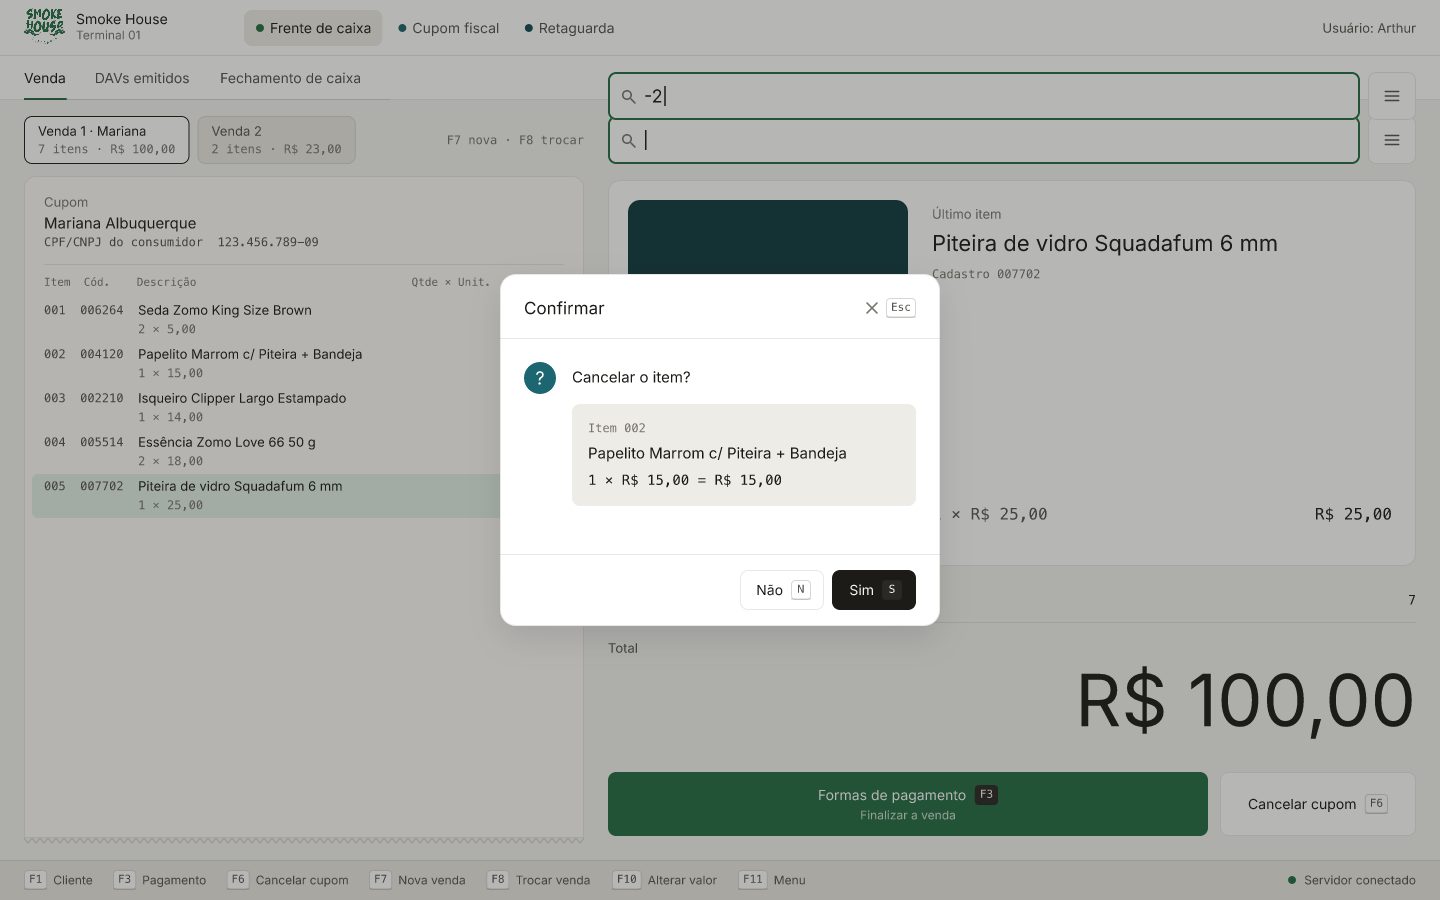 SMOKE
HOUSE
Smoke House
Terminal 01
Frente de caixa
Cupom fiscal
Retaguarda
Usuário: Arthur
Venda
DAVs emitidos
Fechamento de caixa
-2
Venda 1 · Mariana
7 itens · R$ 100,00
Venda 2
2 itens · R$ 23,00
F7 nova · F8 trocar
Cupom
Mariana Albuquerque
CPF/CNPJ do consumidor 123.456.789-09
Item Cód. Descrição Qtde × Unit.
001 006264 Seda Zomo King Size Brown
2 × 5,00
002 004120 Papelito Marrom c/ Piteira + Bandeja
1 × 15,00
003 002210 Isqueiro Clipper Largo Estampado
1 × 14,00
004 005514 Essência Zomo Love 66 50 g
2 × 18,00
005 007702 Piteira de vidro Squadafum 6 mm
1 × 25,00
Último item
Piteira de vidro Squadafum 6 mm
Cadastro 007702
× R$ 25,00
R$ 25,00
7
Total
R$ 100,00
Formas de pagamento F3
Finalizar a venda
Cancelar cupom F6
Confirmar
Esc
?
Cancelar o item?
Item 002
Papelito Marrom c/ Piteira + Bandeja
1 × R$ 15,00 = R$ 15,00
Não N
Sim S
F1 Cliente
F3 Pagamento
F6 Cancelar cupom
F7 Nova venda
F8 Trocar venda
F10 Alterar valor
F11 Menu
Servidor conectado